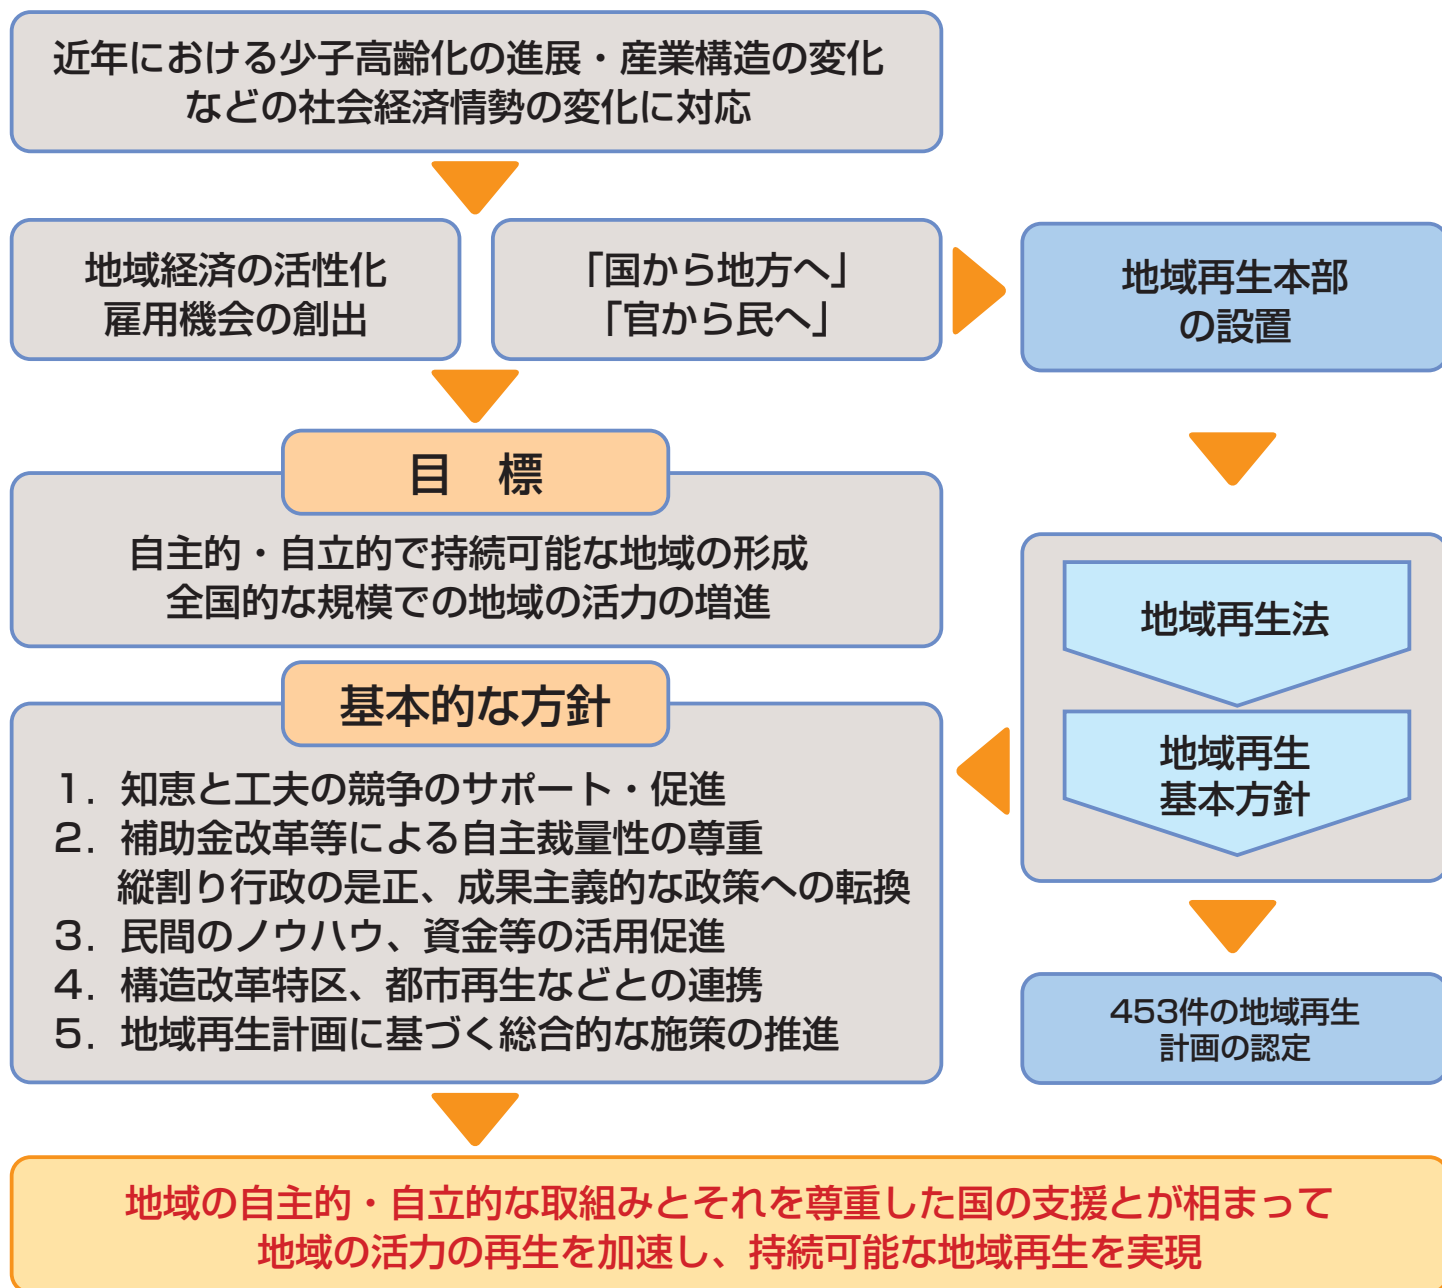 近年における少子高齢化の進展・産業構造の変化
などの社会経済情勢の変化に対応
地域経済の活性化
雇用機会の創出
「国から地方へ」
「官から民へ」
地域再生本部
の設置
目　標
自主的・自立的で持続可能な地域の形成
全国的な規模での地域の活力の増進
地域再生法
地域再生
基本方針
基本的な方針
1．知恵と工夫の競争のサポート・促進
2．補助金改革等による自主裁量性の尊重
縦割り行政の是正、成果主義的な政策への転換
3．民間のノウハウ、資金等の活用促進
4．構造改革特区、都市再生などとの連携
5．地域再生計画に基づく総合的な施策の推進
453件の地域再生
計画の認定
地域の自主的・自立的な取組みとそれを尊重した国の支援とが相まって
地域の活力の再生を加速し、持続可能な地域再生を実現